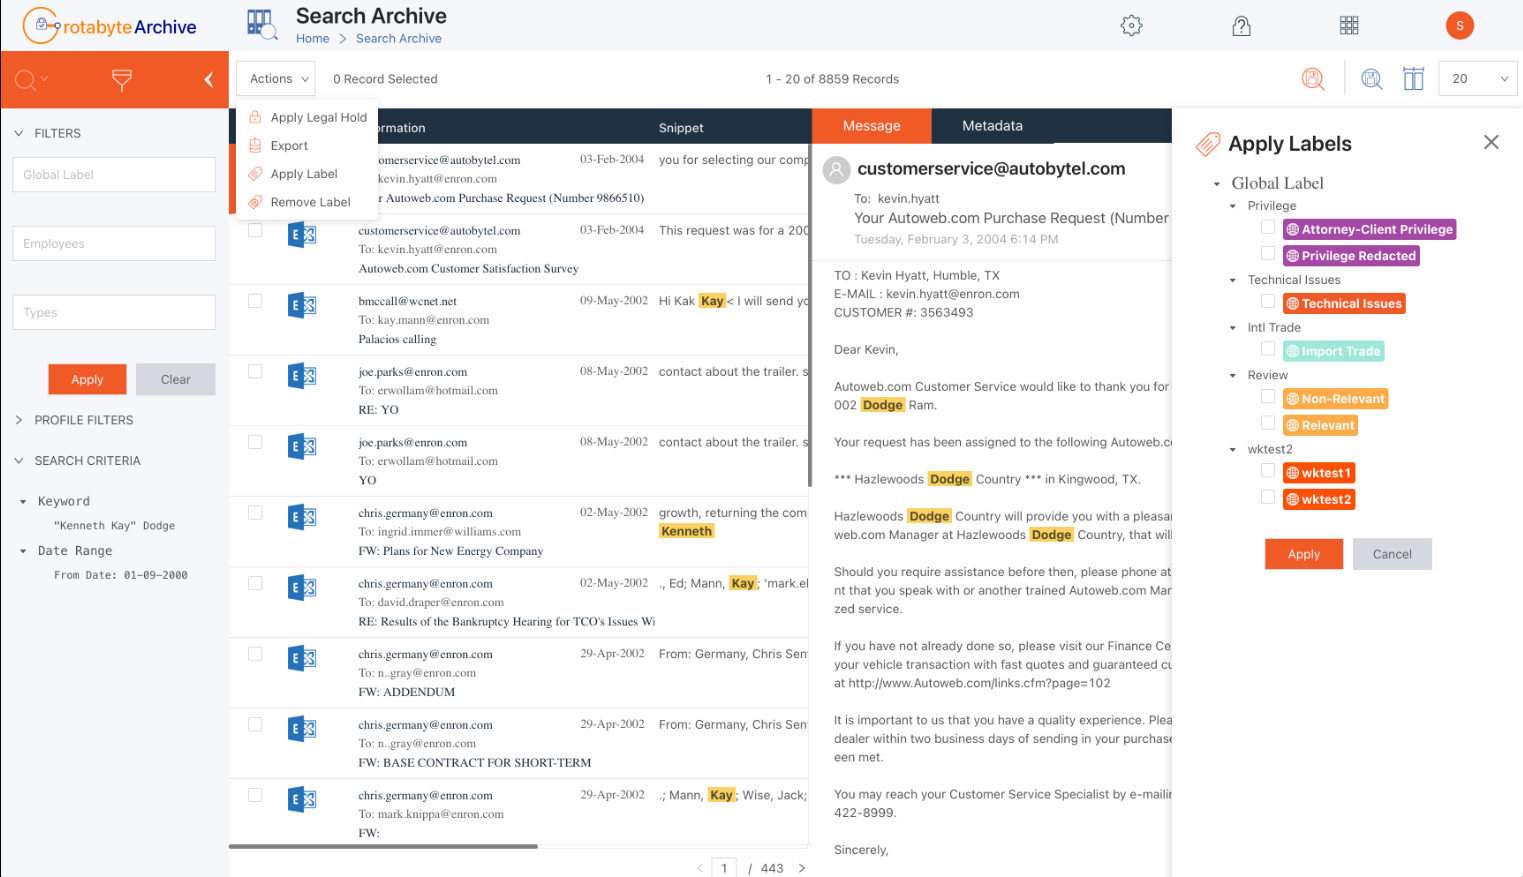 rotabyteArchive
Search Archive
Home > Search Archive
S
Actions
0 Record Selected
1 - 20 of 8859 Records
20
FILTERS
Global Label
Employees
Types
Apply
Clear
PROFILE FILTERS
SEARCH CRITERIA
Keyword
"Kenneth Kay" Dodge
Date Range
From Date: 01-09-2000
Apply Legal Hold
Export
Apply Label
Remove Label
ormation
Snippet
omerservice@autobytel.com
03-Feb-2004
you for selecting our comp
kevin.hyatt@enron.com
r Autoweb.com Purchase Request (Number 9866510)
customerservice@autobytel.com
03-Feb-2004
This request was for a 200
To: kevin.hyatt@enron.com
Autoweb.com Customer Satisfaction Survey
bmccall@wcnet.net
09-May-2002
Hi Kak Kay < I will send yo
To: kay.mann@enron.com
Palacios calling
joe.parks@enron.com
08-May-2002
contact about the trailer. s
To: erwollam@hotmail.com
RE: YO
joe.parks@enron.com
08-May-2002
contact about the trailer. s
To: erwollam@hotmail.com
YO
chris.germany@enron.com
02-May-2002
growth, returning the com
To: ingrid.immer@williams.com
Kenneth
FW: Plans for New Energy Company
chris.germany@enron.com
02-May-2002
., Ed; Mann, Kay; 'mark.el
To: david.draper@enron.com
RE: Results of the Bankruptcy Hearing for TCO's Issues Wi
chris.germany@enron.com
29-Apr-2002
From: Germany, Chris Sen
To: n..gray@enron.com
FW: ADDENDUM
chris.germany@enron.com
29-Apr-2002
From: Germany, Chris Sen
To: n..gray@enron.com
FW: BASE CONTRACT FOR SHORT-TERM
chris.germany@enron.com
29-Apr-2002
.; Mann, Kay; Wise, Jack;
To: mark.knippa@enron.com
FW:
< 1 / 443 >
Message
Metadata
customerservice@autobytel.com
To: kevin.hyatt
Your Autoweb.com Purchase Request (Number
Tuesday, February 3, 2004 6:14 PM
TO : Kevin Hyatt, Humble, TX
E-MAIL : kevin.hyatt@enron.com
CUSTOMER #: 3563493
Dear Kevin,
Autoweb.com Customer Service would like to thank you for
002 Dodge Ram.
Your request has been assigned to the following Autoweb.co
*** Hazlewoods Dodge Country *** in Kingwood, TX.
Hazlewoods Dodge Country will provide you with a pleasan
web.com Manager at Hazlewoods Dodge Country, that will
Should you require assistance before then, please phone at
nt that you speak with or another trained Autoweb.com Man
zed service.
If you have not already done so, please visit our Finance Ce
your vehicle transaction with fast quotes and guaranteed cu
at http://www.Autoweb.com/links.cfm?page=102
It is important to us that you have a quality experience. Plea
dealer within two business days of sending in your purchase
een met.
You may reach your Customer Service Specialist by e-mailin
422-8999.
Sincerely,
Apply Labels
Global Label
Privilege
Attorney-Client Privilege
Privilege Redacted
Technical Issues
Technical Issues
Intl Trade
Import Trade
Review
Non-Relevant
Relevant
wktest2
wktest1
wktest2
Apply
Cancel